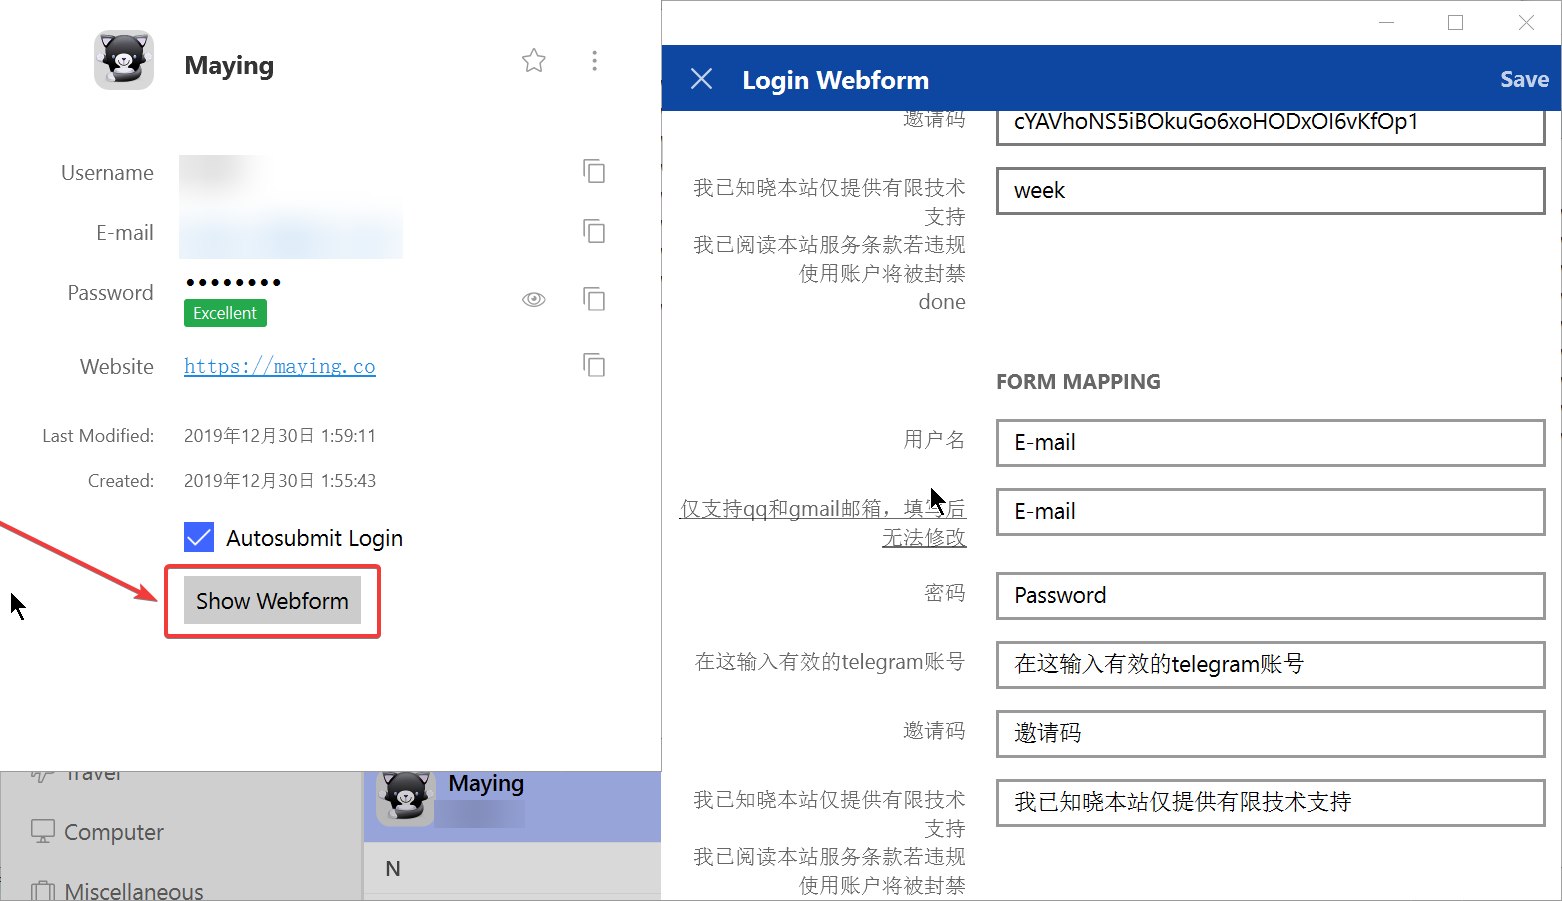 Maying
Username
E-mail
Password
Excellent
Website
https://maying.co
Last Modified:
2019年12月30日 1:59:11
Created:
2019年12月30日 1:55:43
Autosubmit Login
Show Webform
Travel
Computer
Miscellaneous
Maying
N
Login Webform
Save
邀请码
cYAVhoNS5iBOkuGo6xoHODxOI6vKfOp1
我已知晓本站仅提供有限技术
支持
week
我已阅读本站服务条款若违规
使用账户将被封禁
done
FORM MAPPING
用户名
E-mail
仅支持qq和gmail邮箱，填写后
无法修改
E-mail
密码
Password
在这输入有效的telegram账号
在这输入有效的telegram账号
邀请码
邀请码
我已知晓本站仅提供有限技术
支持
我已知晓本站仅提供有限技术支持
我已阅读本站服务条款若违规
使用账户将被封禁